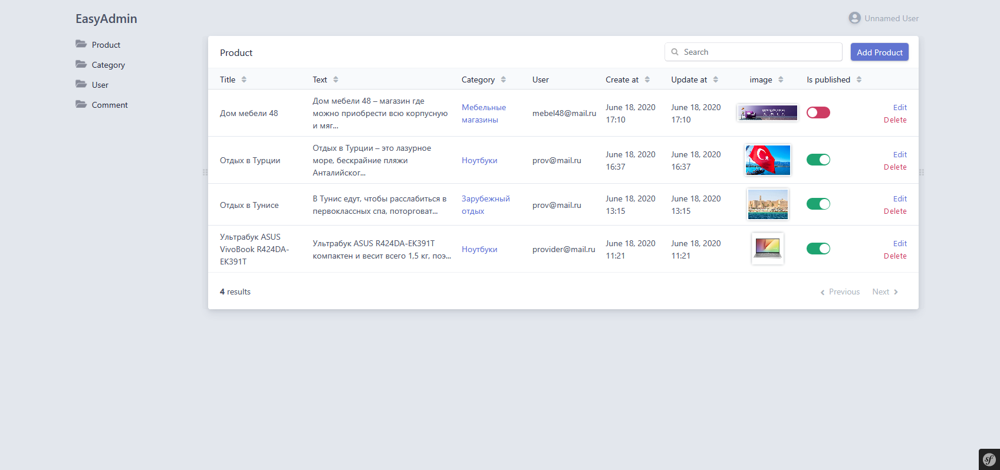 EasyAdmin
Unnamed User
Product
Category
User
Comment
Product
Search
Add Product
Title Text Category User Create at Update at image Is published
Дом мебели 48
Дом мебели 48 – магазин где
можно приобрести всю корпусную
и мяг...
Мебельные
магазины
mebel48@mail.ru
June 18, 2020
17:10
June 18, 2020
17:10
Edit
Delete
Отдых в Турции
Отдых в Турции – это лазурное
море, бескрайние пляжи
Анталийског...
Ноутбуки
prov@mail.ru
June 18, 2020
16:37
June 18, 2020
16:37
Edit
Delete
Отдых в Тунисе
В Тунис едут, чтобы расслабиться в
первоклассных спа, поторговат...
Зарубежный
отдых
prov@mail.ru
June 18, 2020
13:15
June 18, 2020
13:15
Edit
Delete
Ультрабук ASUS
VivoBook R424DA-
EK391T
Ультрабук ASUS R424DA-EK391T
компактен и весит всего 1,5 кг, поэ...
Ноутбуки
provider@mail.ru
June 18, 2020
11:21
June 18, 2020
11:21
Edit
Delete
4 results
Previous
Next
sf